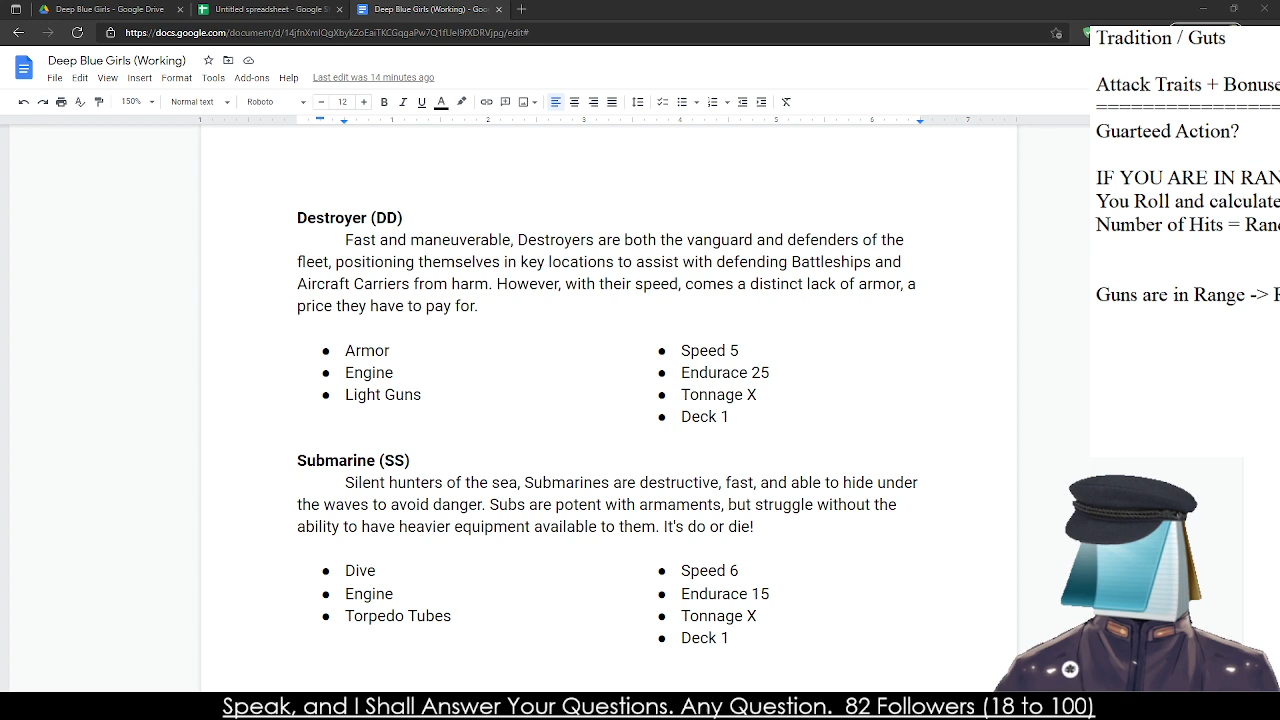 Deep Blue Girls - Google Drive
Untitled spreadsheet - Google S
Deep Blue Girls (Working) - Goo
https://docs.google.com/document/d/14jfnXmIQgXbykZoEaiTKCGqqaPw7Q1fUeI9fXDRVjpg/edit#
Deep Blue Girls (Working)
File Edit View Insert Format Tools Add-ons Help Last edit was 14 minutes ago
150% Normal text Roboto 12 B I U A
1 1 2 3 4 5 6 7
Destroyer (DD)
Fast and maneuverable, Destroyers are both the vanguard and defenders of the
fleet, positioning themselves in key locations to assist with defending Battleships and
Aircraft Carriers from harm. However, with their speed, comes a distinct lack of armor, a
price they have to pay for.
● Armor
● Engine
● Light Guns
● Speed 5
● Endurace 25
● Tonnage X
● Deck 1
Submarine (SS)
Silent hunters of the sea, Submarines are destructive, fast, and able to hide under
the waves to avoid danger. Subs are potent with armaments, but struggle without the
ability to have heavier equipment available to them. It's do or die!
● Dive
● Engine
● Torpedo Tubes
● Speed 6
● Endurace 15
● Tonnage X
● Deck 1
Tradition / Guts
Attack Traits + Bonuse
================
Guarteed Action?
IF YOU ARE IN RAN
You Roll and calculate
Number of Hits = Ran
Guns are in Range ->
Speak, and I Shall Answer Your Questions. Any Question. 82 Followers (18 to 100)